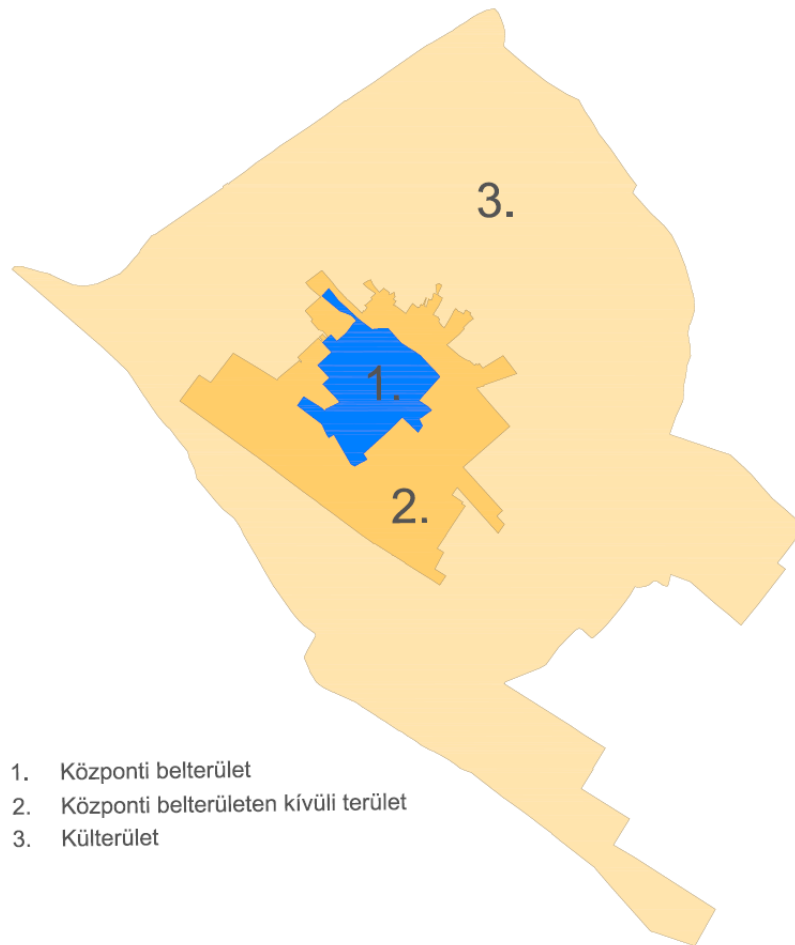 3.
1.
2.
1. Központi belterület
2. Központi belterületen kívüli terület
3. Külterület